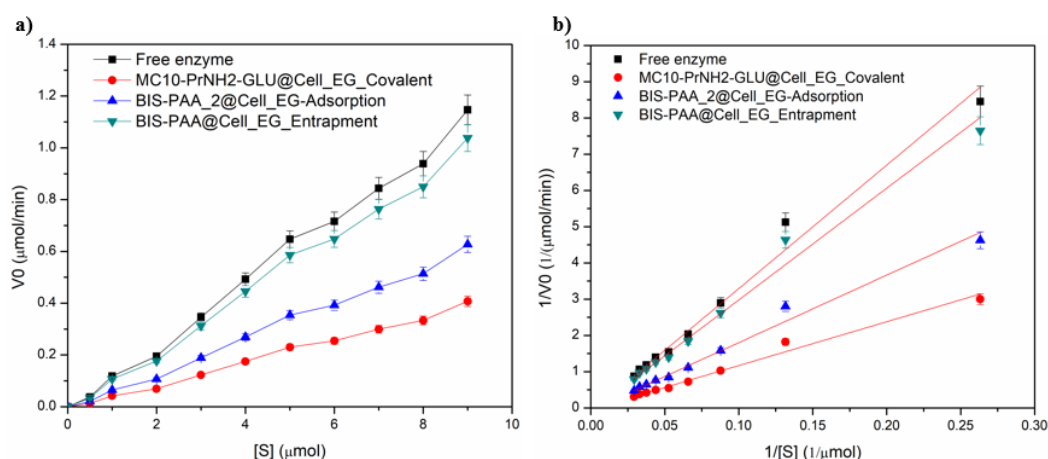 a)
1.4
1.2
1.0
0.8
0.6
0.4
0.2
0.0
V0 (μmol/min)
Free enzyme
MC10-PrNH2-GLU@Cell_EG_Covalent
BIS-PAA_2@Cell_EG-Adsorption
BIS-PAA@Cell_EG_Entrapment
0 2 4 6 8 10
[S] (μmol)
b)
10
9
8
7
6
5
4
3
2
1
0
1/V0 (1/(μmol/min))
Free enzyme
MC10-PrNH2-GLU@Cell_EG_Covalent
BIS-PAA_2@Cell_EG-Adsorption
BIS-PAA@Cell_EG_Entrapment
0.00 0.05 0.10 0.15 0.20 0.25 0.30
1/[S] (1/μmol)